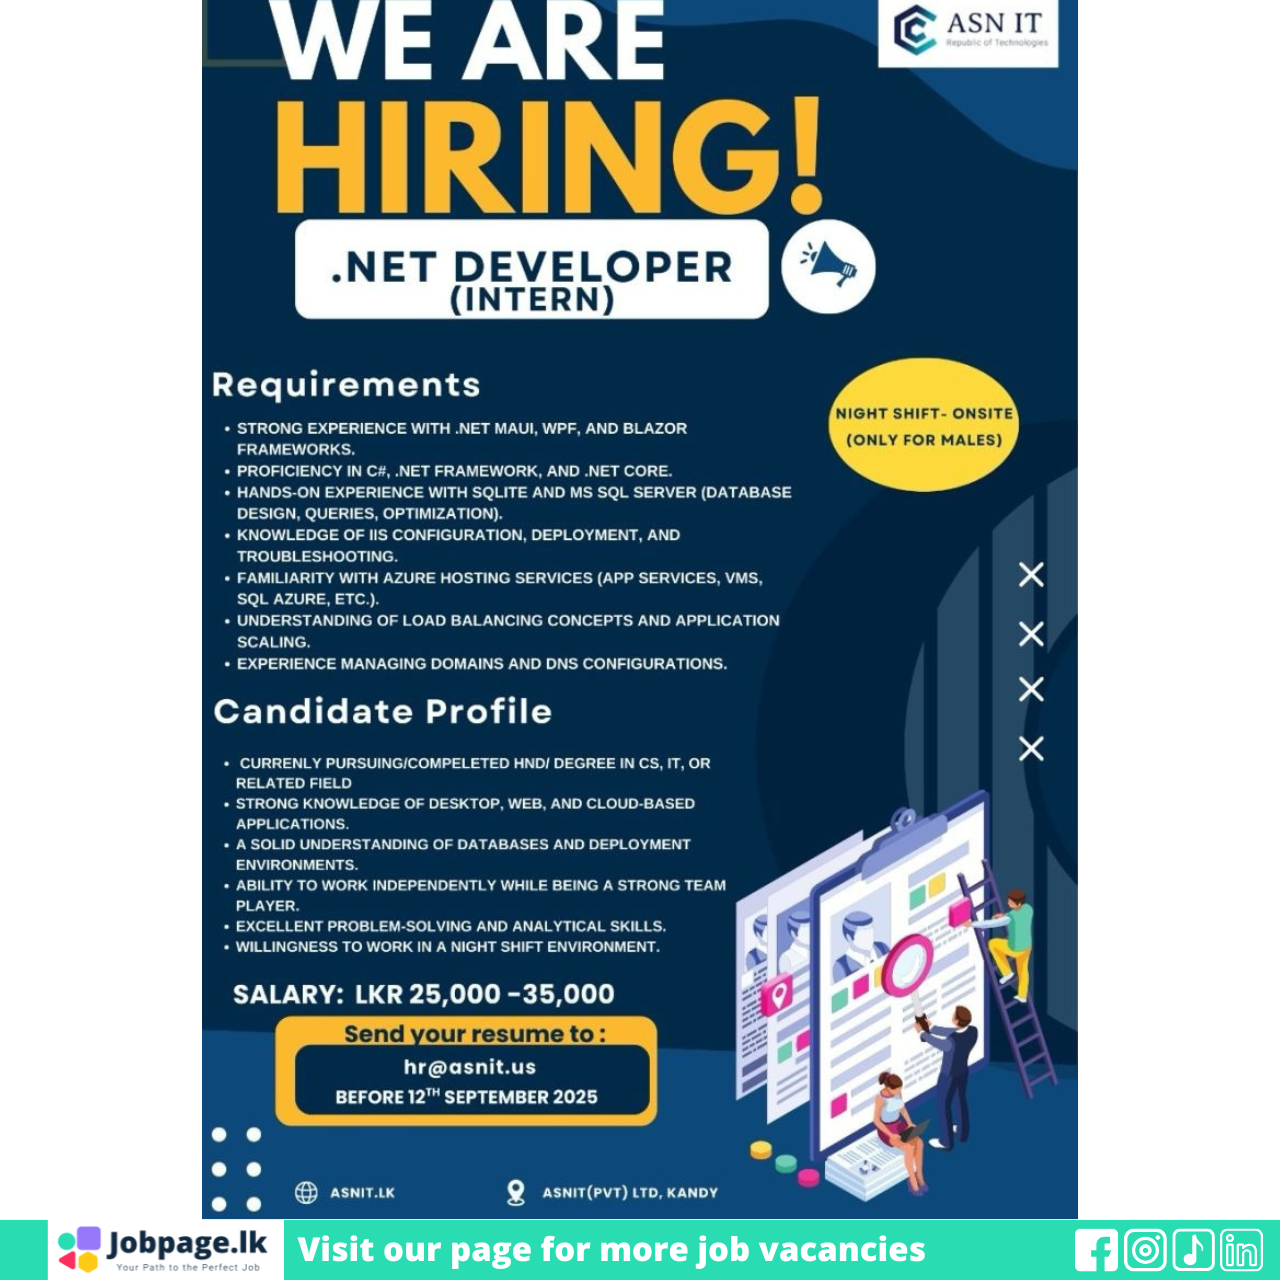 WE ARE
ASN IT
Republic of Technologies
HIRING!
.NET DEVELOPER
(INTERN)
Requirements
NIGHT SHIFT- ONSITE
(ONLY FOR MALES)
• STRONG EXPERIENCE WITH .NET MAUI, WPF, AND BLAZOR
FRAMEWORKS.
• PROFICIENCY IN C#, .NET FRAMEWORK, AND .NET CORE.
• HANDS-ON EXPERIENCE WITH SQLITE AND MS SQL SERVER (DATABASE
DESIGN, QUERIES, OPTIMIZATION).
• KNOWLEDGE OF IIS CONFIGURATION, DEPLOYMENT, AND
TROUBLESHOOTING.
• FAMILIARITY WITH AZURE HOSTING SERVICES (APP SERVICES, VMS,
SQL AZURE, ETC.).
• UNDERSTANDING OF LOAD BALANCING CONCEPTS AND APPLICATION
SCALING.
• EXPERIENCE MANAGING DOMAINS AND DNS CONFIGURATIONS.
Candidate Profile
• CURRENLY PURSUING/COMPELETED HND/ DEGREE IN CS, IT, OR
RELATED FIELD
• STRONG KNOWLEDGE OF DESKTOP, WEB, AND CLOUD-BASED
APPLICATIONS.
• A SOLID UNDERSTANDING OF DATABASES AND DEPLOYMENT
ENVIRONMENTS.
• ABILITY TO WORK INDEPENDENTLY WHILE BEING A STRONG TEAM
PLAYER.
• EXCELLENT PROBLEM-SOLVING AND ANALYTICAL SKILLS.
• WILLINGNESS TO WORK IN A NIGHT SHIFT ENVIRONMENT.
SALARY: LKR 25,000 –35,000
Send your resume to :
hr@asnit.us
BEFORE 12TH SEPTEMBER 2025
ASNIT.LK
ASNIT(PVT) LTD, KANDY
Jobpage.lk
Your Path to the Perfect Job
Visit our page for more job vacancies